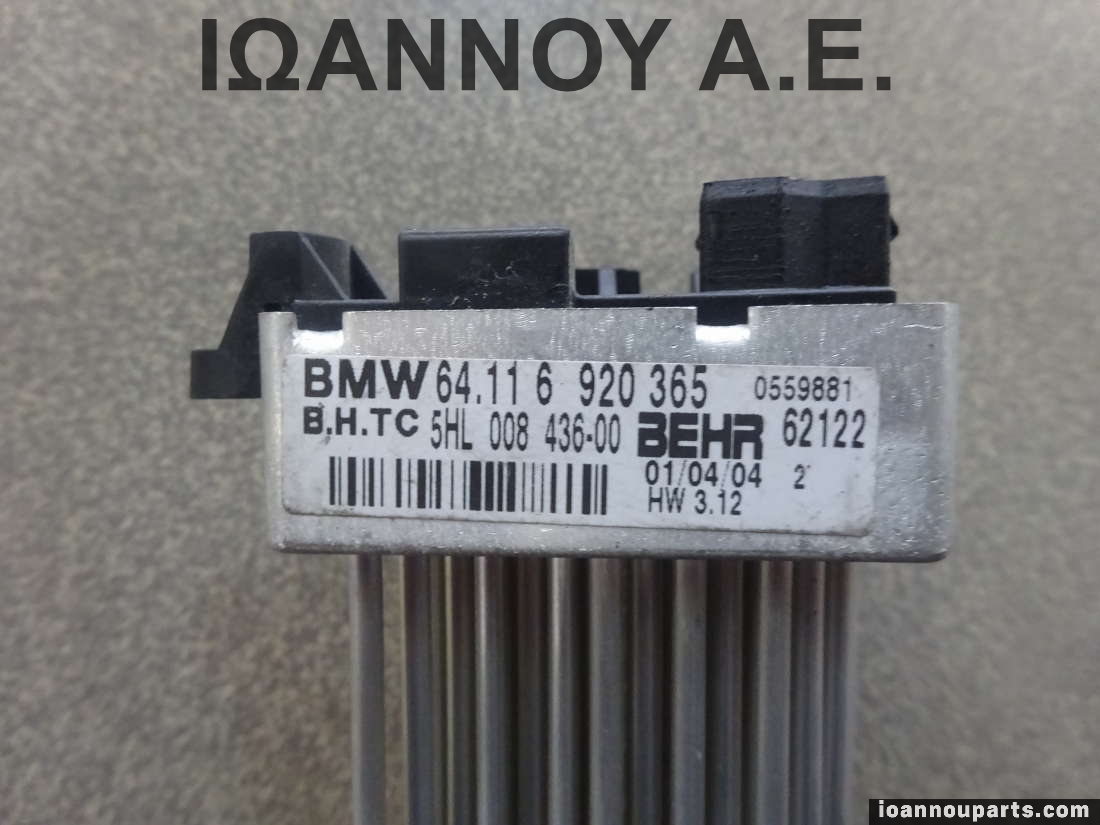 ΙΩΑΝΝΟΥ Α.Ε.
BMW 64.11 6 920 365 0559881
B.H.TC 5HL 008 436-00 BEHR 62122
01/04/04 2
HW 3.12
ioannouparts.com